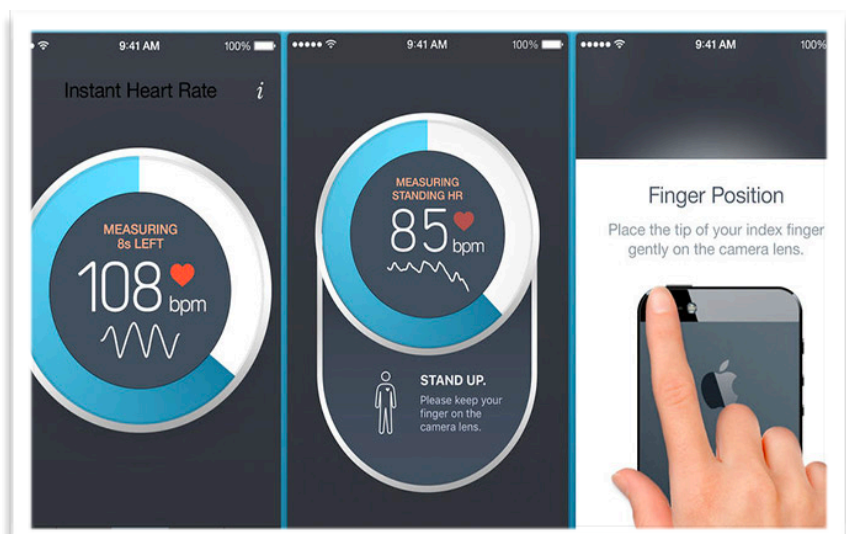 9:41 AM 100%
Instant Heart Rate i
MEASURING
8s LEFT
108 bpm
9:41 AM 100%
MEASURING
STANDING HR
85 bpm
STAND UP.
Please keep your
finger on the
camera lens.
9:41 AM 100%
Finger Position
Place the tip of your index finger
gently on the camera lens.